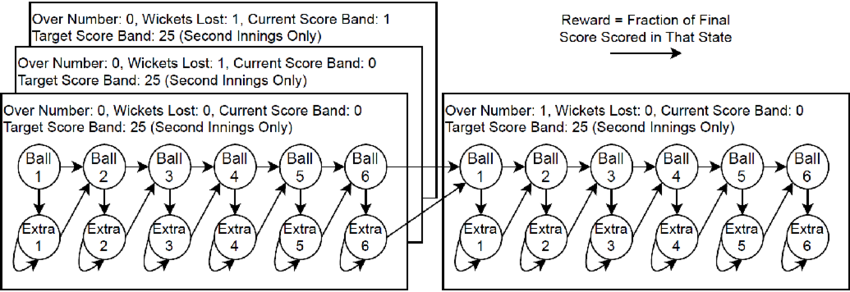 Over Number: 0, Wickets Lost: 1, Current Score Band: 1
Target Score Band: 25 (Second Innings Only)
Over Number: 0, Wickets Lost: 1, Current Score Band: 0
Target Score Band: 25 (Second Innings Only)
Over Number: 0, Wickets Lost: 0, Current Score Band: 0
Target Score Band: 25 (Second Innings Only)
Ball 1
Ball 2
Ball 3
Ball 4
Ball 5
Ball 6
Extra 1
Extra 2
Extra 3
Extra 4
Extra 5
Extra 6
Reward = Fraction of Final
Score Scored in That State
Over Number: 1, Wickets Lost: 0, Current Score Band: 0
Target Score Band: 25 (Second Innings Only)
Ball 1
Ball 2
Ball 3
Ball 4
Ball 5
Ball 6
Extra 1
Extra 2
Extra 3
Extra 4
Extra 5
Extra 6